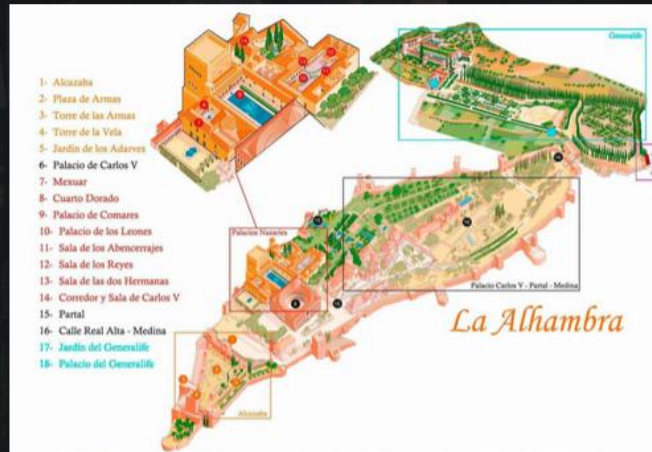 1- Alcazaba
2- Plaza de Armas
3- Torre de las Armas
4- Torre de la Vela
5- Jardín de los Adarves
6- Palacio de Carlos V
7- Mexuar
8- Cuarto Dorado
9- Palacio de Comares
10- Palacio de los Leones
11- Sala de los Abencerrajes
12- Sala de los Reyes
13- Sala de las dos Hermanas
14- Corredor y Sala de Carlos V
15- Partal
16- Calle Real Alta - Medina
17- Jardín del Generalife
18- Palacio del Generalife
Generalife
Palacios Nazaríes
Palacio Carlos V - Partal - Medina
La Alhambra
Alcazaba